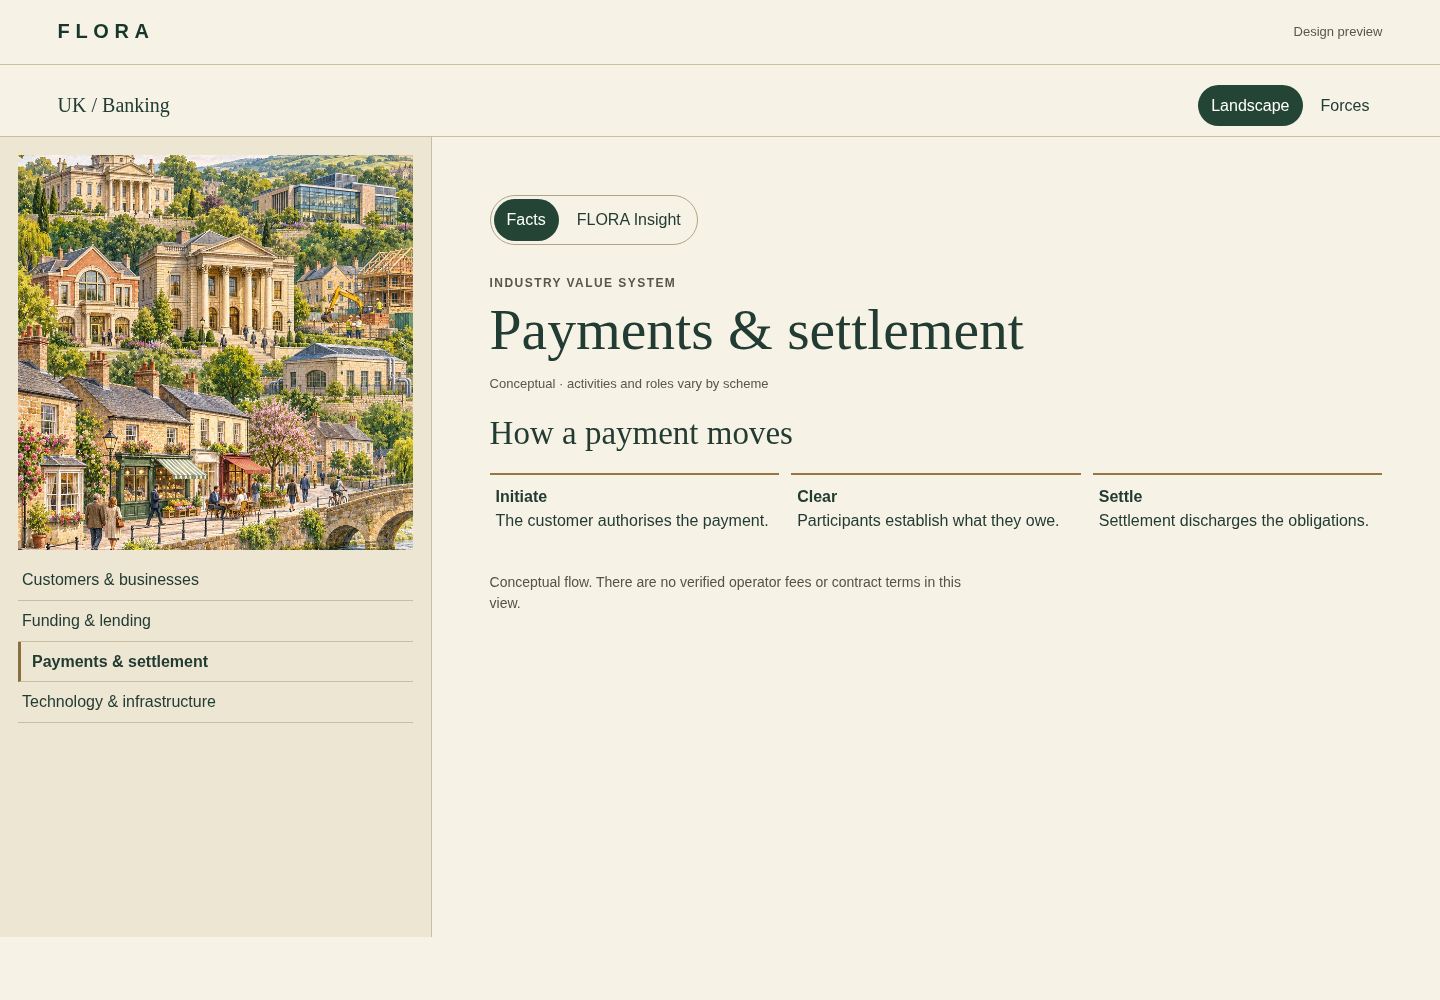 FLORA
Design preview
UK / Banking
Landscape
Forces
Customers & businesses
Funding & lending
Payments & settlement
Technology & infrastructure
Facts
FLORA Insight
INDUSTRY VALUE SYSTEM
Payments & settlement
Conceptual · activities and roles vary by scheme
How a payment moves
Initiate
The customer authorises the payment.
Clear
Participants establish what they owe.
Settle
Settlement discharges the obligations.
Conceptual flow. There are no verified operator fees or contract terms in this
view.